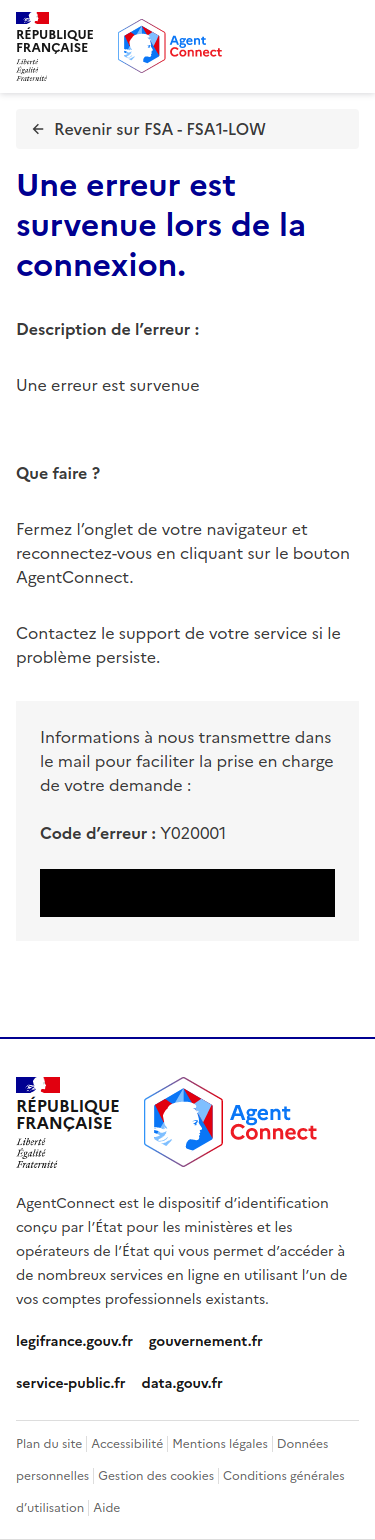 RÉPUBLIQUE
FRANÇAISE
Liberté
Égalité
Fraternité
Agent
Connect
← Revenir sur FSA - FSA1-LOW
Une erreur est
survenue lors de la
connexion.
Description de l’erreur :
Une erreur est survenue
Que faire ?
Fermez l’onglet de votre navigateur et
reconnectez-vous en cliquant sur le bouton
AgentConnect.
Contactez le support de votre service si le
problème persiste.
Informations à nous transmettre dans
le mail pour faciliter la prise en charge
de votre demande :
Code d’erreur : Y020001
RÉPUBLIQUE
FRANÇAISE
Liberté
Égalité
Fraternité
Agent
Connect
AgentConnect est le dispositif d’identification
conçu par l’État pour les ministères et les
opérateurs de l’État qui vous permet d’accéder à
de nombreux services en ligne en utilisant l’un de
vos comptes professionnels existants.
legifrance.gouv.fr gouvernement.fr
service-public.fr data.gouv.fr
Plan du site | Accessibilité | Mentions légales | Données
personnelles | Gestion des cookies | Conditions générales
d’utilisation | Aide